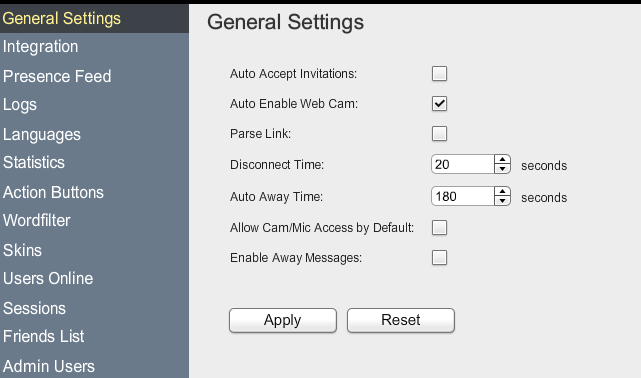 General Settings
Integration
Presence Feed
Logs
Languages
Statistics
Action Buttons
Wordfilter
Skins
Users Online
Sessions
Friends List
Admin Users
General Settings
Auto Accept Invitations:
Auto Enable Web Cam:
Parse Link:
Disconnect Time: 20 seconds
Auto Away Time: 180 seconds
Allow Cam/Mic Access by Default:
Enable Away Messages:
Apply Reset